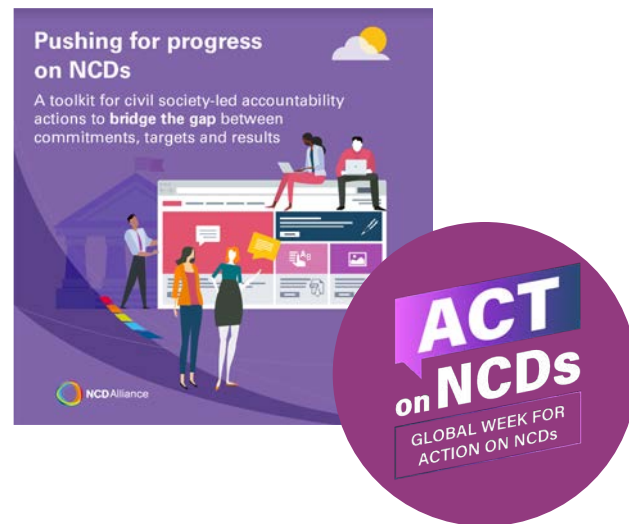 Pushing for progress
on NCDs
A toolkit for civil society-led accountability
actions to bridge the gap between
commitments, targets and results
NCDAlliance
ACT
on NCDs
GLOBAL WEEK FOR
ACTION ON NCDs